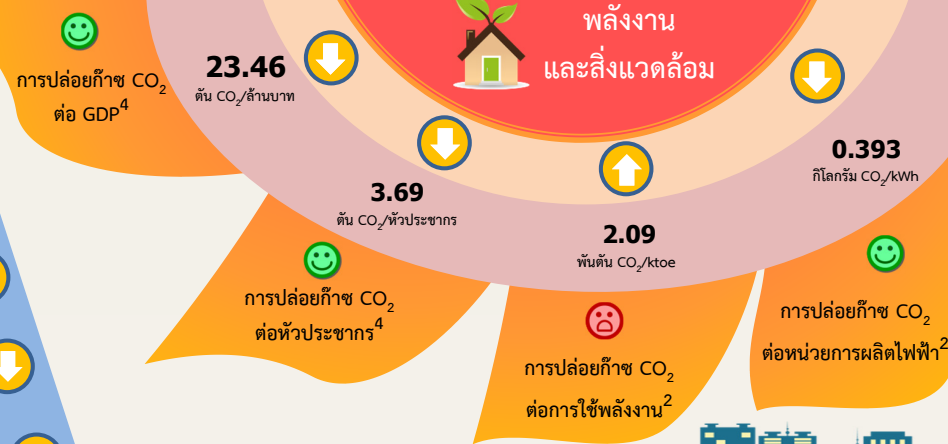 พลังงาน
และสิ่งแวดล้อม
การปล่อยก๊าซ CO₂
ต่อ GDP⁴
23.46
ตัน CO₂/ล้านบาท
3.69
ตัน CO₂/หัวประชากร
2.09
พันตัน CO₂/ktoe
0.393
กิโลกรัม CO₂/kWh
การปล่อยก๊าซ CO₂
ต่อหัวประชากร⁴
การปล่อยก๊าซ CO₂
ต่อการใช้พลังงาน²
การปล่อยก๊าซ CO₂
ต่อหน่วยการผลิตไฟฟ้า²